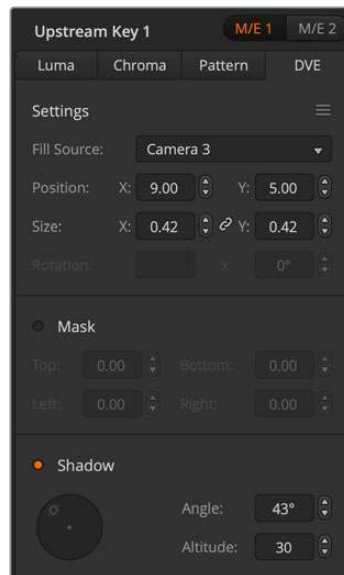 Upstream Key 1 M/E 1 M/E 2
Luma Chroma Pattern DVE
Settings
Fill Source: Camera 3
Position: X: 9.00 Y: 5.00
Size: X: 0.42 Y: 0.42
Rotation: x 0°
Mask
Top: 0.00 Bottom: 0.00
Left: 0.00 Right: 0.00
Shadow
Angle: 43°
Altitude: 30